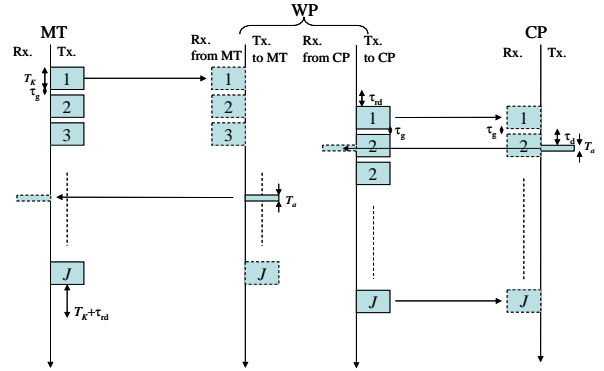 WP
MT
CP
Rx.
Tx.
Rx.
from MT
Tx.
to MT
Rx.
from CP
Tx.
to CP
Rx.
Tx.
T_K
τ_g
1
2
3
1
2
3
τ_rd
1
τ_g
2
2
τ_g
1
2
τ_d
T_a
T_a
J
J
T_K+τ_rd
J
J